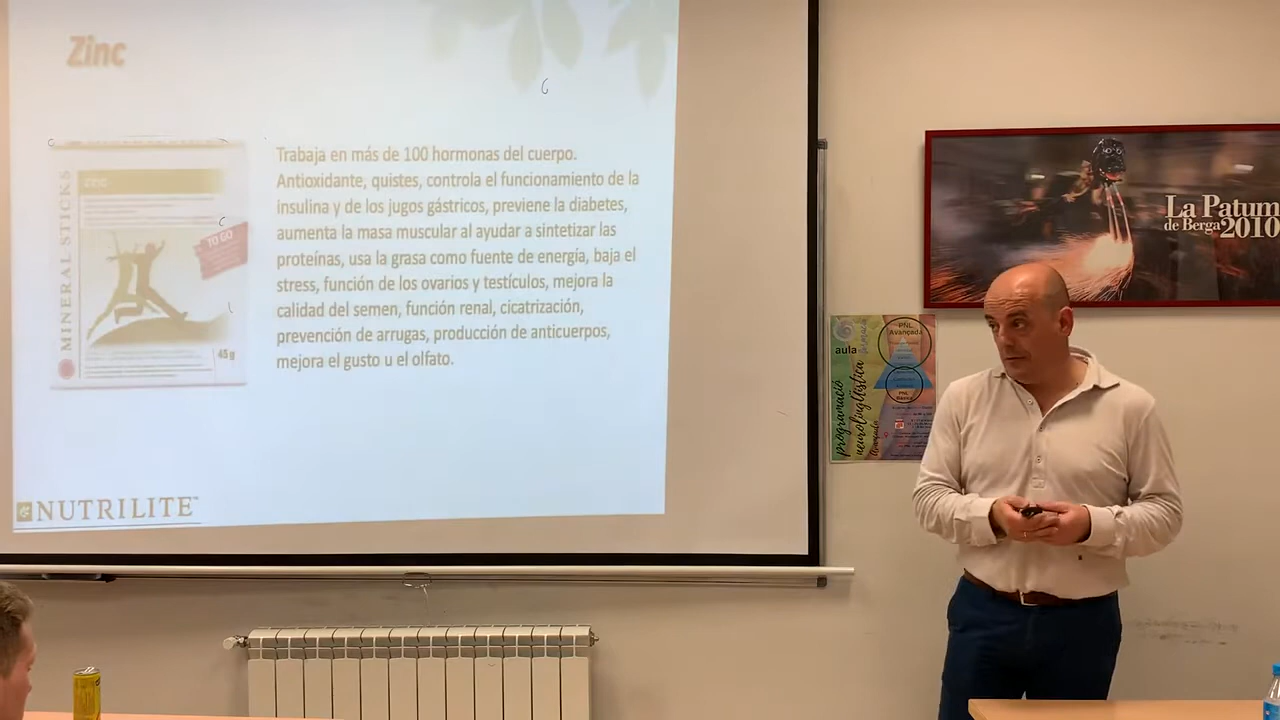 Zinc
MINERAL STICKS
TO GO
45 g
Trabaja en más de 100 hormonas del cuerpo.
Antioxidante, quistes, controla el funcionamiento de la
insulina y de los jugos gástricos, previene la diabetes,
aumenta la masa muscular al ayudar a sintetizar las
proteínas, usa la grasa como fuente de energía, baja el
stress, función de los ovarios y testículos, mejora la
calidad del semen, función renal, cicatrización,
prevención de arrugas, producción de anticuerpos,
mejora el gusto u el olfato.
NUTRILITE™
La Patum
de Berga 2010
aula
PNL
Avançada
PNL
Bàsica
programació
neurolingüística
Avançada